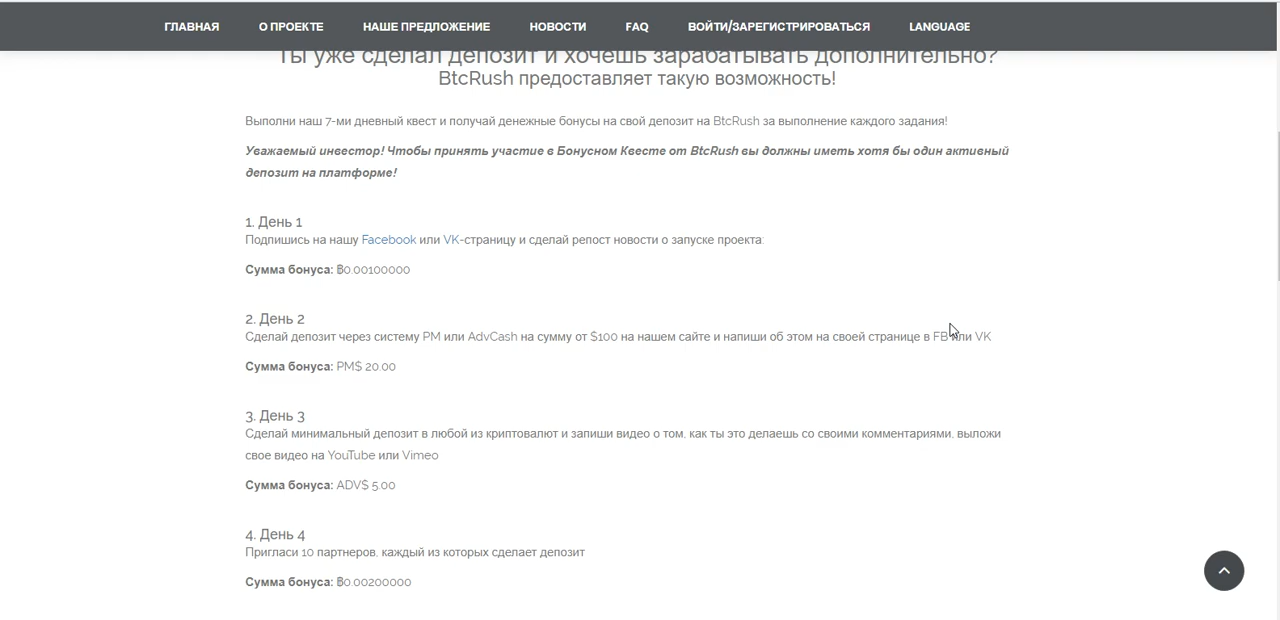 ГЛАВНАЯ О ПРОЕКТЕ НАШЕ ПРЕДЛОЖЕНИЕ НОВОСТИ FAQ ВОЙТИ/ЗАРЕГИСТРИРОВАТЬСЯ LANGUAGE
Ты уже сделал депозит и хочешь зарабатывать дополнительно?
BtcRush предоставляет такую возможность!
Выполни наш 7-ми дневный квест и получай денежные бонусы на свой депозит на BtcRush за выполнение каждого задания!
Уважаемый инвестор! Чтобы принять участие в Бонусном Квесте от BtcRush вы должны иметь хотя бы один активный
депозит на платформе!
1. День 1
Подпишись на нашу Facebook или VK-страницу и сделай репост новости о запуске проекта:
Сумма бонуса: ฿0.00100000
2. День 2
Сделай депозит через систему PM или AdvCash на сумму от $100 на нашем сайте и напиши об этом на своей странице в FB или VK
Сумма бонуса: PM$ 20.00
3. День 3
Сделай минимальный депозит в любой из криптовалют и запиши видео о том, как ты это делаешь со своими комментариями, выложи
свое видео на YouTube или Vimeo
Сумма бонуса: ADV$ 5.00
4. День 4
Пригласи 10 партнеров, каждый из которых сделает депозит
Сумма бонуса: ฿0.00200000